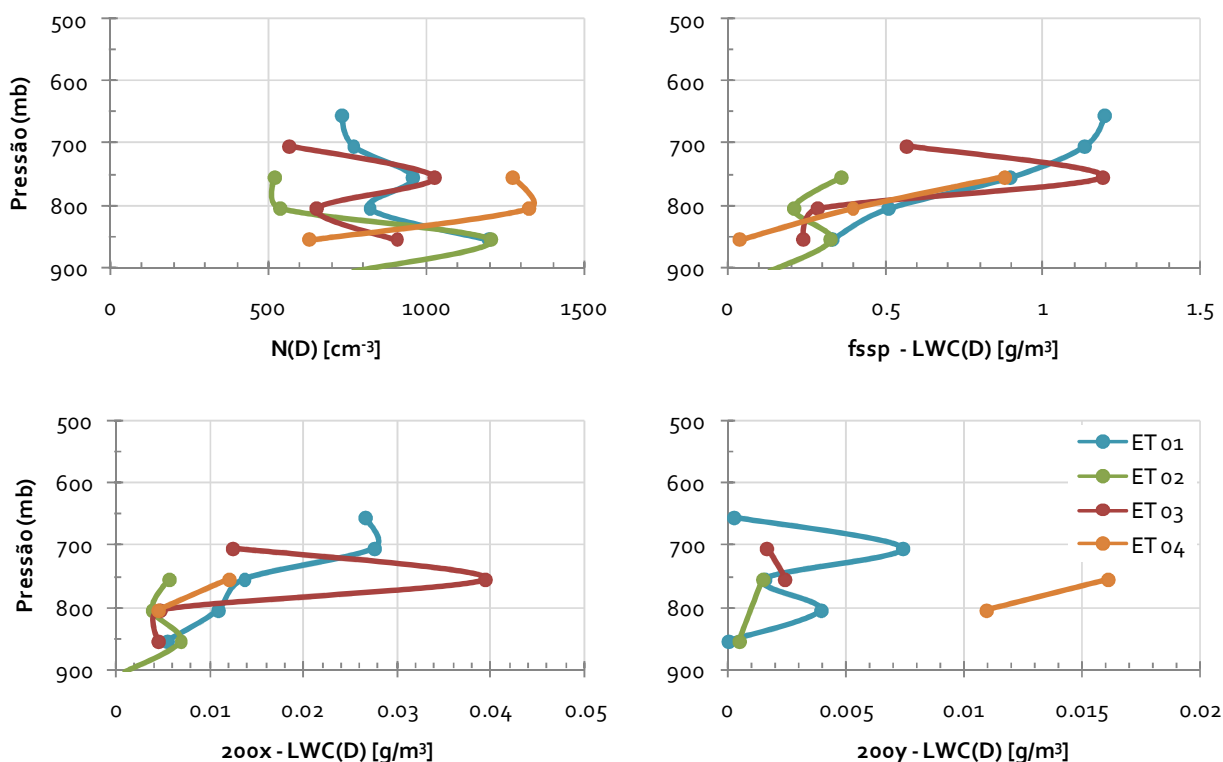 500
600
700
800
900
Pressão (mb)
0 500 1000 1500
N(D) [cm-³]
500
600
700
800
900
0 0.5 1 1.5
fssp - LWC(D) [g/m³]
500
600
700
800
900
Pressão (mb)
0 0.01 0.02 0.03 0.04 0.05
200x - LWC(D) [g/m³]
500
600
700
800
900
ET 01
ET 02
ET 03
ET 04
0 0.005 0.01 0.015 0.02
200y - LWC(D) [g/m³]